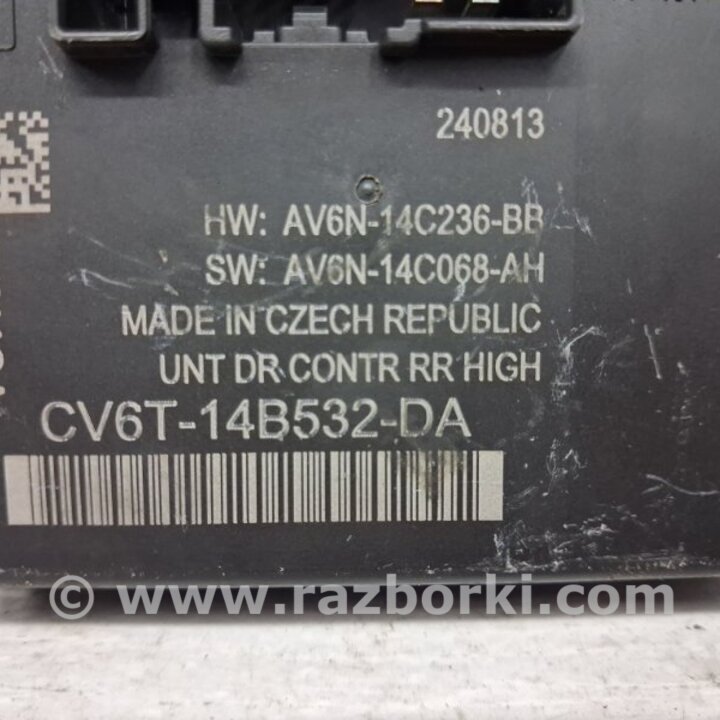 240813
HW: AV6N-14C236-BB
SW: AV6N-14C068-AH
MADE IN CZECH REPUBLIC
UNT DR CONTR RR HIGH
CV6T-14B532-DA
© www.razborki.com